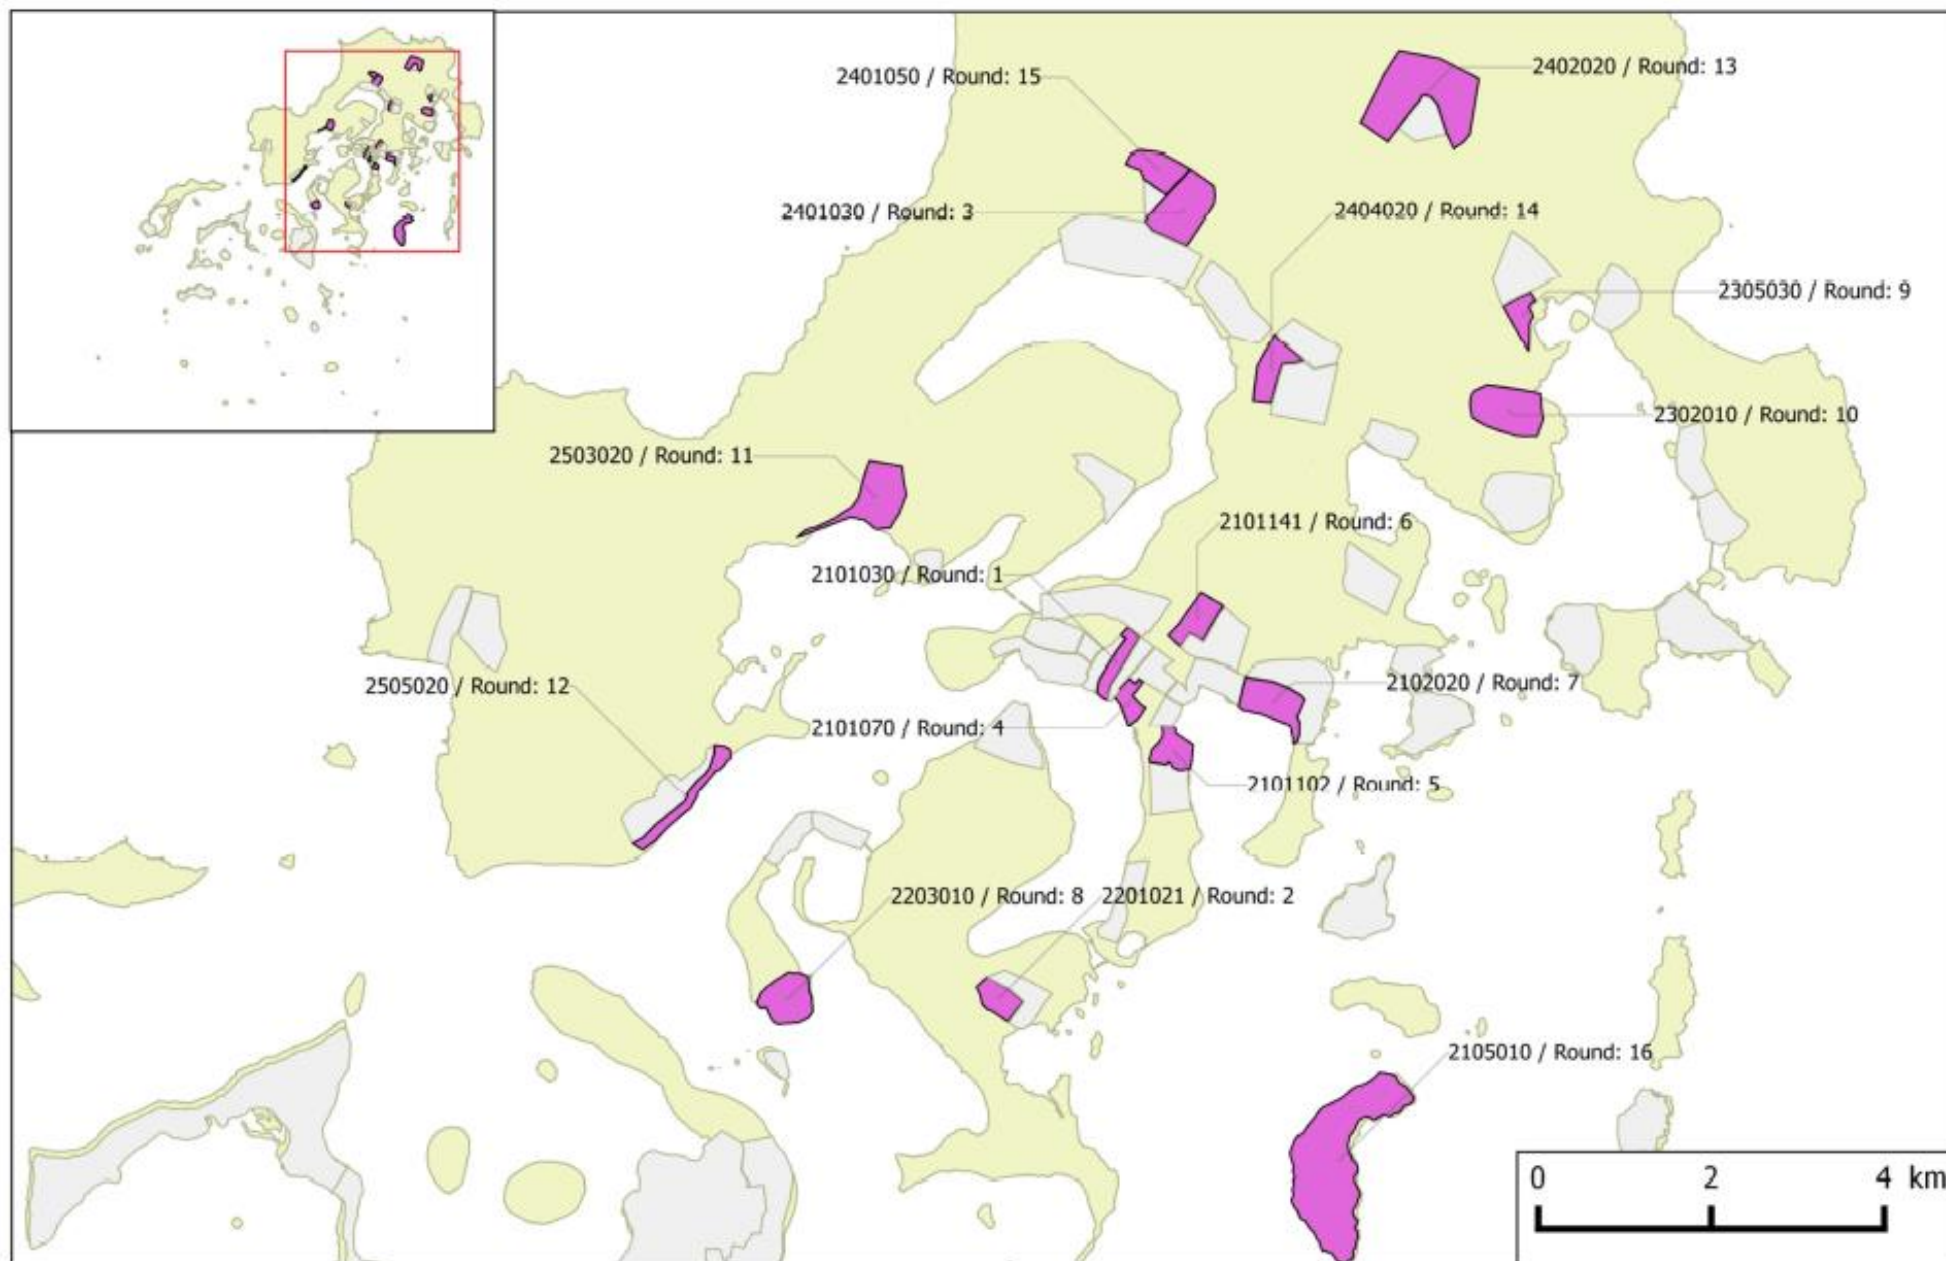 2402020 / Round: 13
2401050 / Round: 15
2401030 / Round: 3
2404020 / Round: 14
2305030 / Round: 9
2302010 / Round: 10
2503020 / Round: 11
2101141 / Round: 6
2101030 / Round: 1
2505020 / Round: 12
2102020 / Round: 7
2101070 / Round: 4
2101102 / Round: 5
2203010 / Round: 8
2201021 / Round: 2
2105010 / Round: 16
0 2 4 km